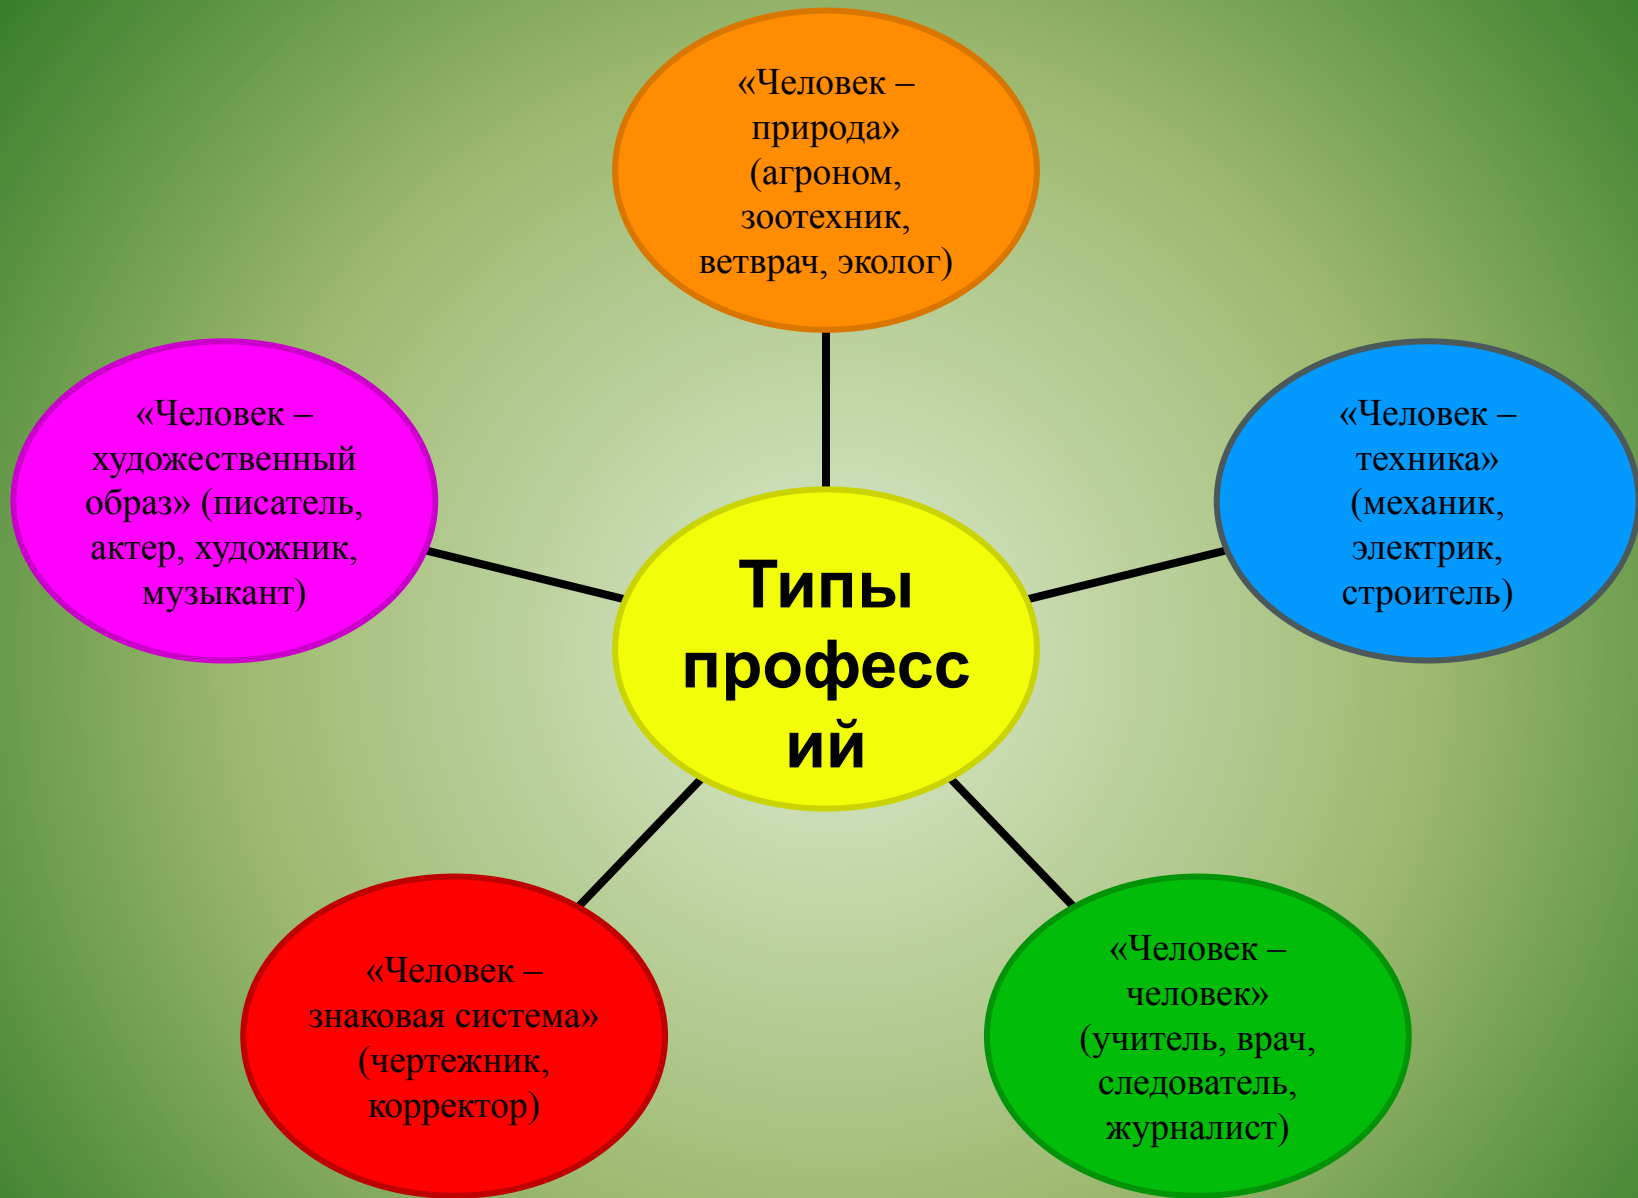 «Человек –
природа»
(агроном,
зоотехник,
ветврач, эколог)
«Человек –
художественный
образ» (писатель,
актер, художник,
музыкант)
«Человек –
техника»
(механик,
электрик,
строитель)
Типы
професс
ий
«Человек –
знаковая система»
(чертежник,
корректор)
«Человек –
человек»
(учитель, врач,
следователь,
журналист)